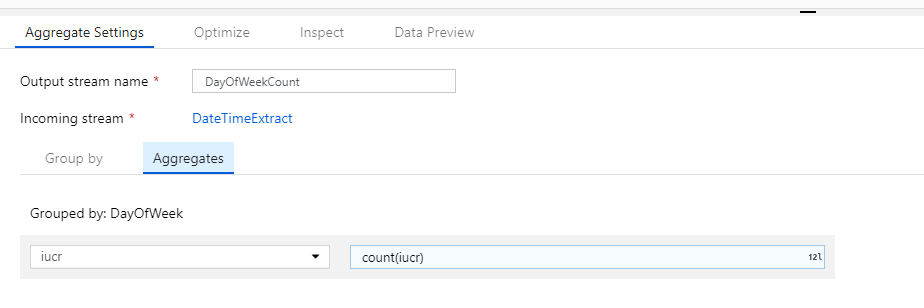 Aggregate Settings Optimize Inspect Data Preview
Output stream name * DayOfWeekCount
Incoming stream * DateTimeExtract
Group by Aggregates
Grouped by: DayOfWeek
iucr count(iucr) 12l